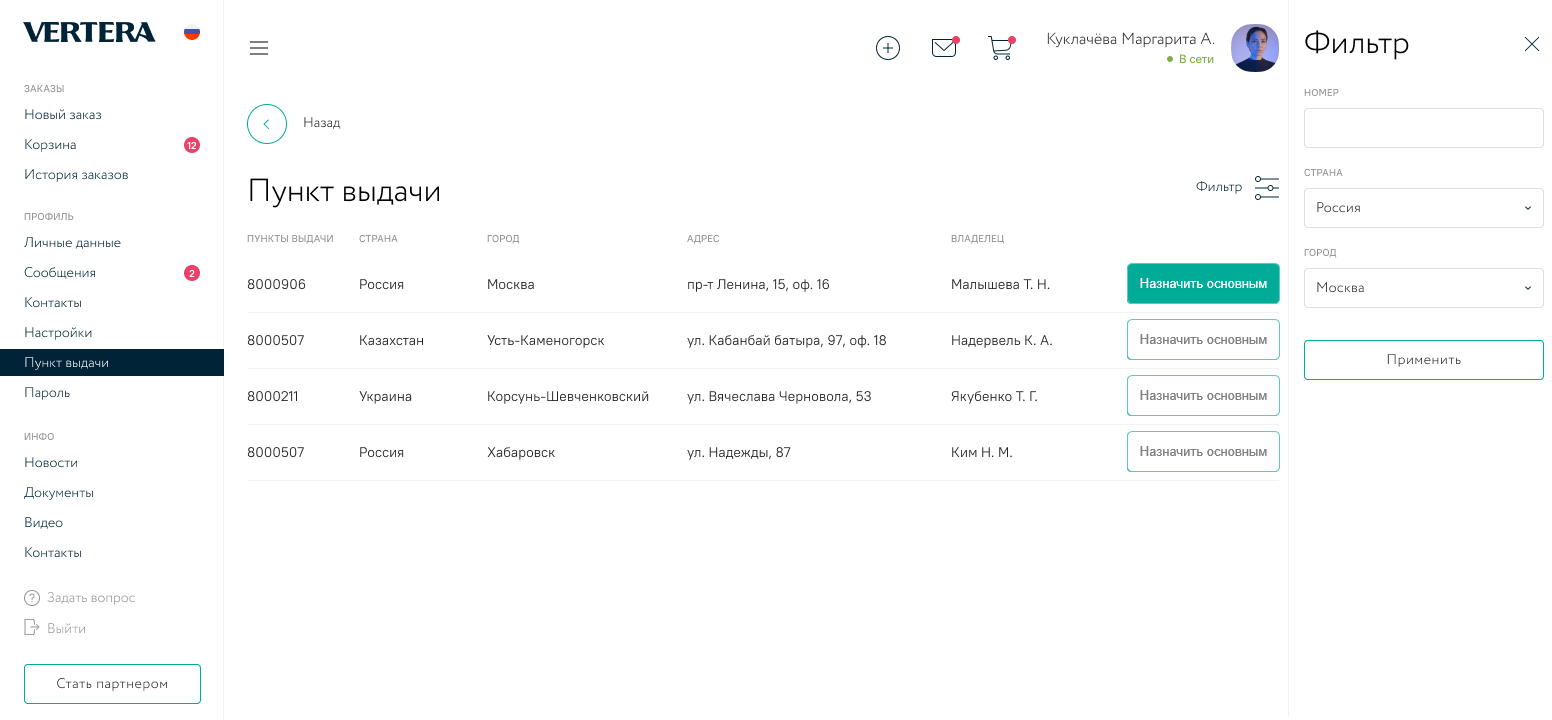 VERTERA
ЗАКАЗЫ
Новый заказ
Корзина 12
История заказов
ПРОФИЛЬ
Личные данные
Сообщения 2
Контакты
Настройки
Пункт выдачи
Пароль
ИНФО
Новости
Документы
Видео
Контакты
Задать вопрос
Выйти
Стать партнером
Куклачёва Маргарита А.
В сети
Назад
Пункт выдачи
Фильтр
ПУНКТЫ ВЫДАЧИ СТРАНА ГОРОД АДРЕС ВЛАДЕЛЕЦ
8000906 Россия Москва пр-т Ленина, 15, оф. 16 Малышева Т. Н. Назначить основным
8000507 Казахстан Усть-Каменогорск ул. Кабанбай батыра, 97, оф. 18 Надервель К. А. Назначить основным
8000211 Украина Корсунь-Шевченковский ул. Вячеслава Черновола, 53 Якубенко Т. Г. Назначить основным
8000507 Россия Хабаровск ул. Надежды, 87 Ким Н. М. Назначить основным
Фильтр
НОМЕР
СТРАНА
Россия
ГОРОД
Москва
Применить